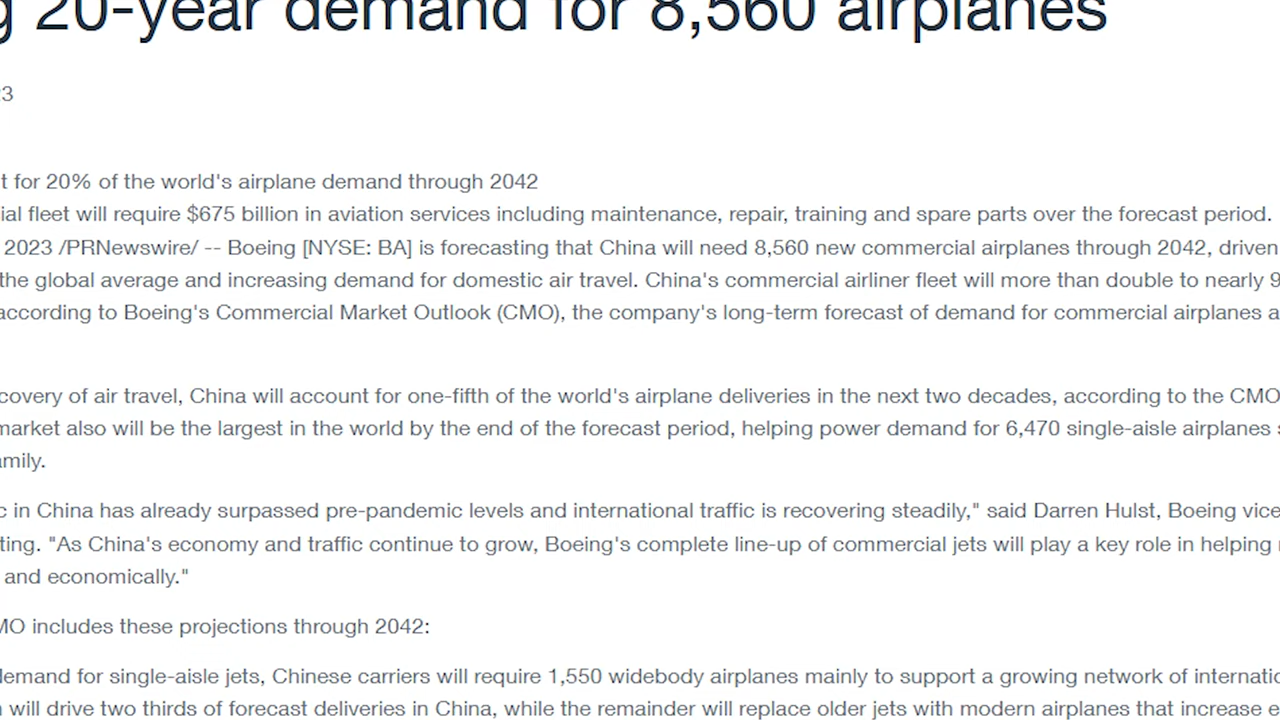 g 20-year demand for 8,560 airplanes
23
t for 20% of the world's airplane demand through 2042
ial fleet will require $675 billion in aviation services including maintenance, repair, training and spare parts over the forecast period.
2023 /PRNewswire/ -- Boeing [NYSE: BA] is forecasting that China will need 8,560 new commercial airplanes through 2042, driven
the global average and increasing demand for domestic air travel. China's commercial airliner fleet will more than double to nearly 9
according to Boeing's Commercial Market Outlook (CMO), the company's long-term forecast of demand for commercial airplanes a
covery of air travel, China will account for one-fifth of the world's airplane deliveries in the next two decades, according to the CMO
market also will be the largest in the world by the end of the forecast period, helping power demand for 6,470 single-aisle airplanes s
amily.
c in China has already surpassed pre-pandemic levels and international traffic is recovering steadily," said Darren Hulst, Boeing vice
ting. "As China's economy and traffic continue to grow, Boeing's complete line-up of commercial jets will play a key role in helping
and economically."
MO includes these projections through 2042:
demand for single-aisle jets, Chinese carriers will require 1,550 widebody airplanes mainly to support a growing network of internatio
will drive two thirds of forecast deliveries in China, while the remainder will replace older jets with modern airplanes that increase e